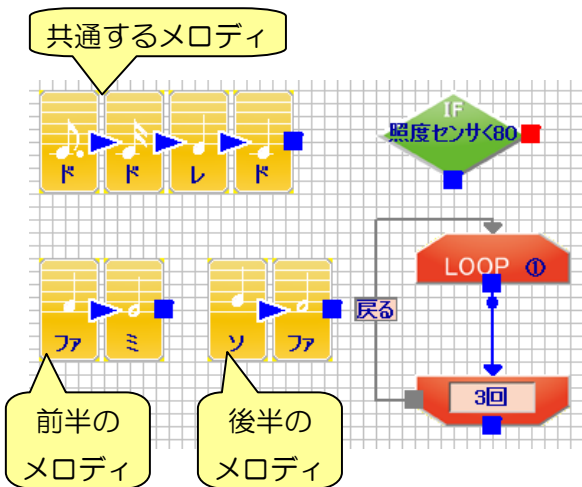 共通するメロディ
ド ド レ ド
IF
照度センサ<80
LOOP ①
戻る
ファ ミ
ソ ファ
3回
前半の
メロディ
後半の
メロディ